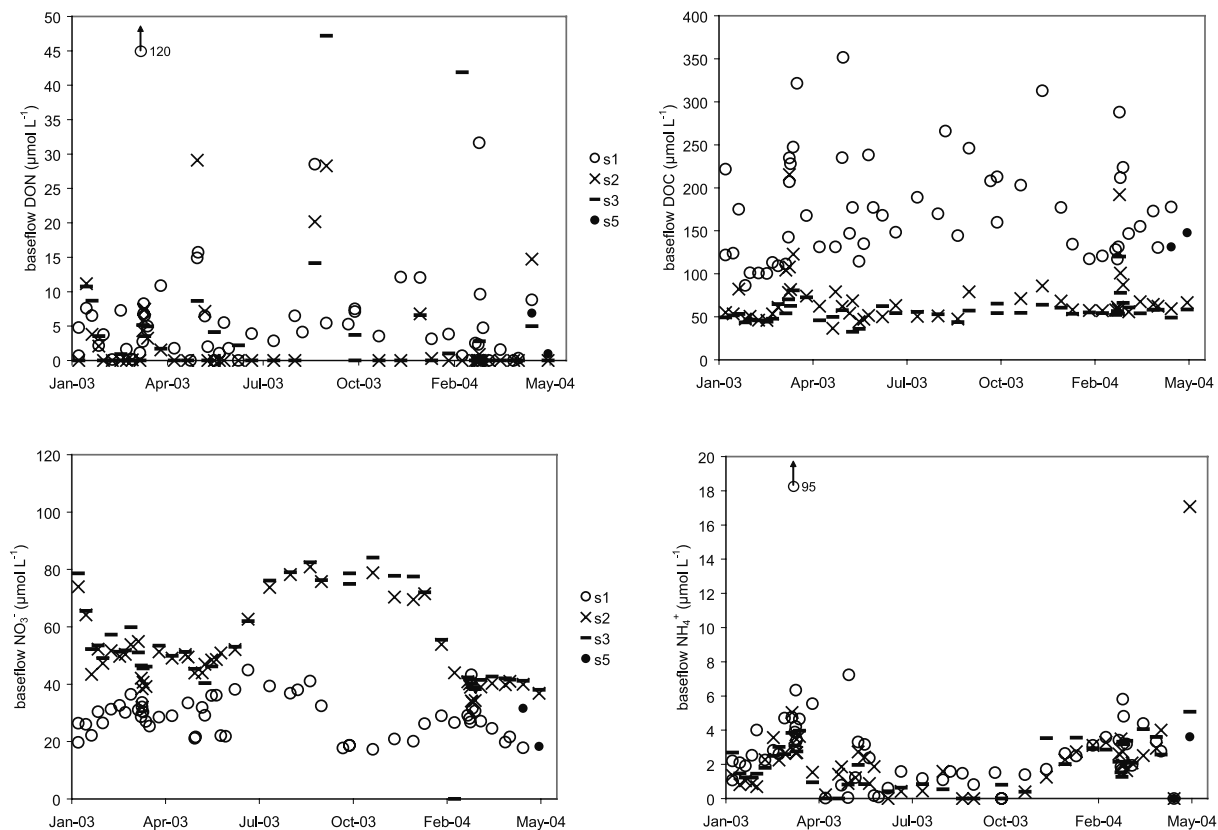 baseflow DON (µmol L⁻¹)
50
45
40
35
30
25
20
15
10
5
0
120
Jan-03 Apr-03 Jul-03 Oct-03 Feb-04 May-04
s1
s2
s3
s5
baseflow DOC (µmol L⁻¹)
400
350
300
250
200
150
100
50
0
Jan-03 Apr-03 Jul-03 Oct-03 Feb-04 May-04
baseflow NO₃⁻ (µmol L⁻¹)
120
100
80
60
40
20
0
Jan-03 Apr-03 Jul-03 Oct-03 Feb-04 May-04
s1
s2
s3
s5
baseflow NH₄⁺ (µmol L⁻¹)
20
18
16
14
12
10
8
6
4
2
0
95
Jan-03 Apr-03 Jul-03 Oct-03 Feb-04 May-04